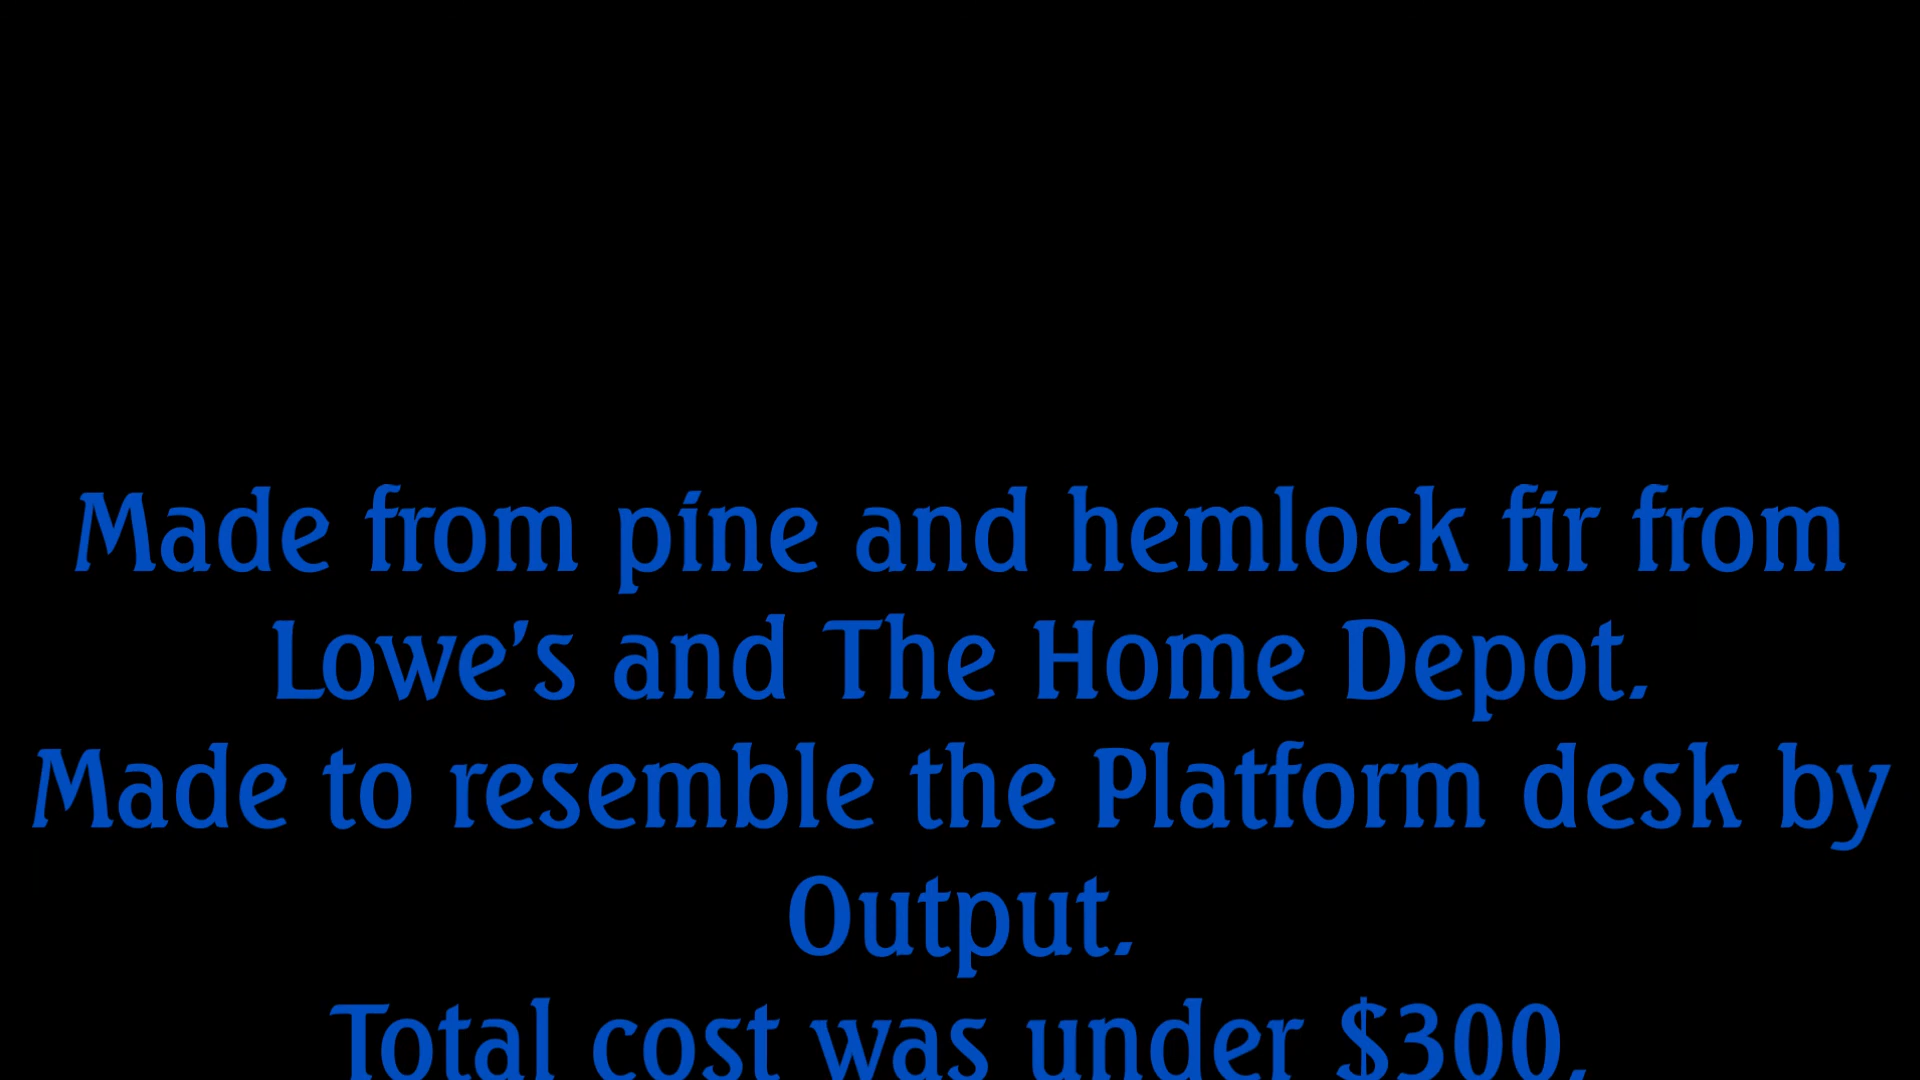 Made from pine and hemlock fir from
Lowe's and The Home Depot.
Made to resemble the Platform desk by
Output.
Total cost was under $300.